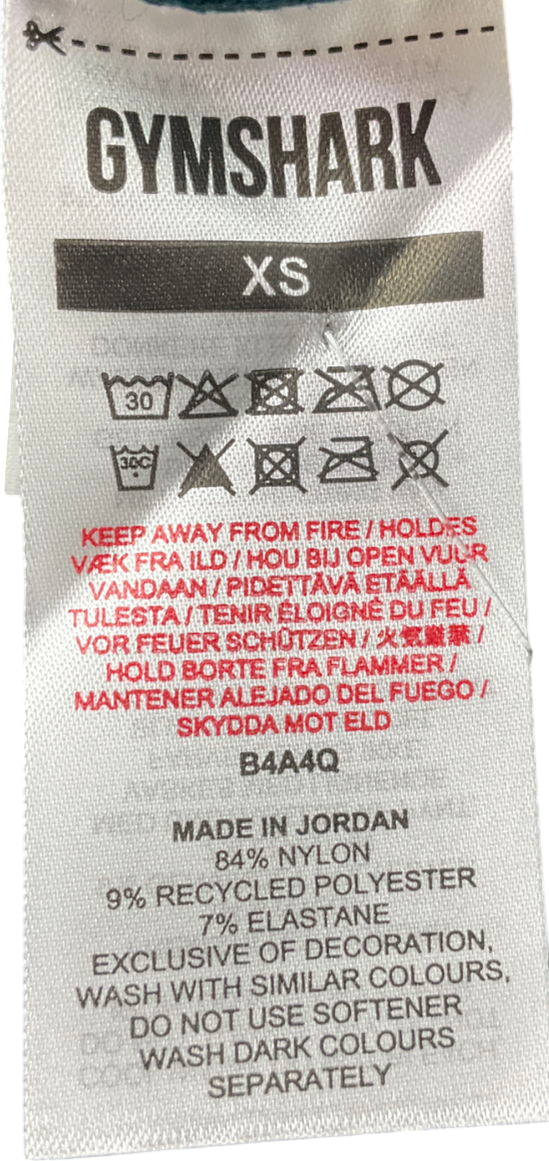 GYMSHARK
XS
30
30C
KEEP AWAY FROM FIRE / HOLDES
VÆK FRA ILD / HOU BIJ OPEN VUUR
VANDAAN / PIDETTÄVÄ ETÄÄLLÄ
TULESTA / TENIR ÉLOIGNÉ DU FEU /
VOR FEUER SCHÜTZEN / 火気厳禁 /
HOLD BORTE FRA FLAMMER /
MANTENER ALEJADO DEL FUEGO /
SKYDDA MOT ELD
B4A4Q
MADE IN JORDAN
84% NYLON
9% RECYCLED POLYESTER
7% ELASTANE
EXCLUSIVE OF DECORATION,
WASH WITH SIMILAR COLOURS,
DO NOT USE SOFTENER
WASH DARK COLOURS
SEPARATELY